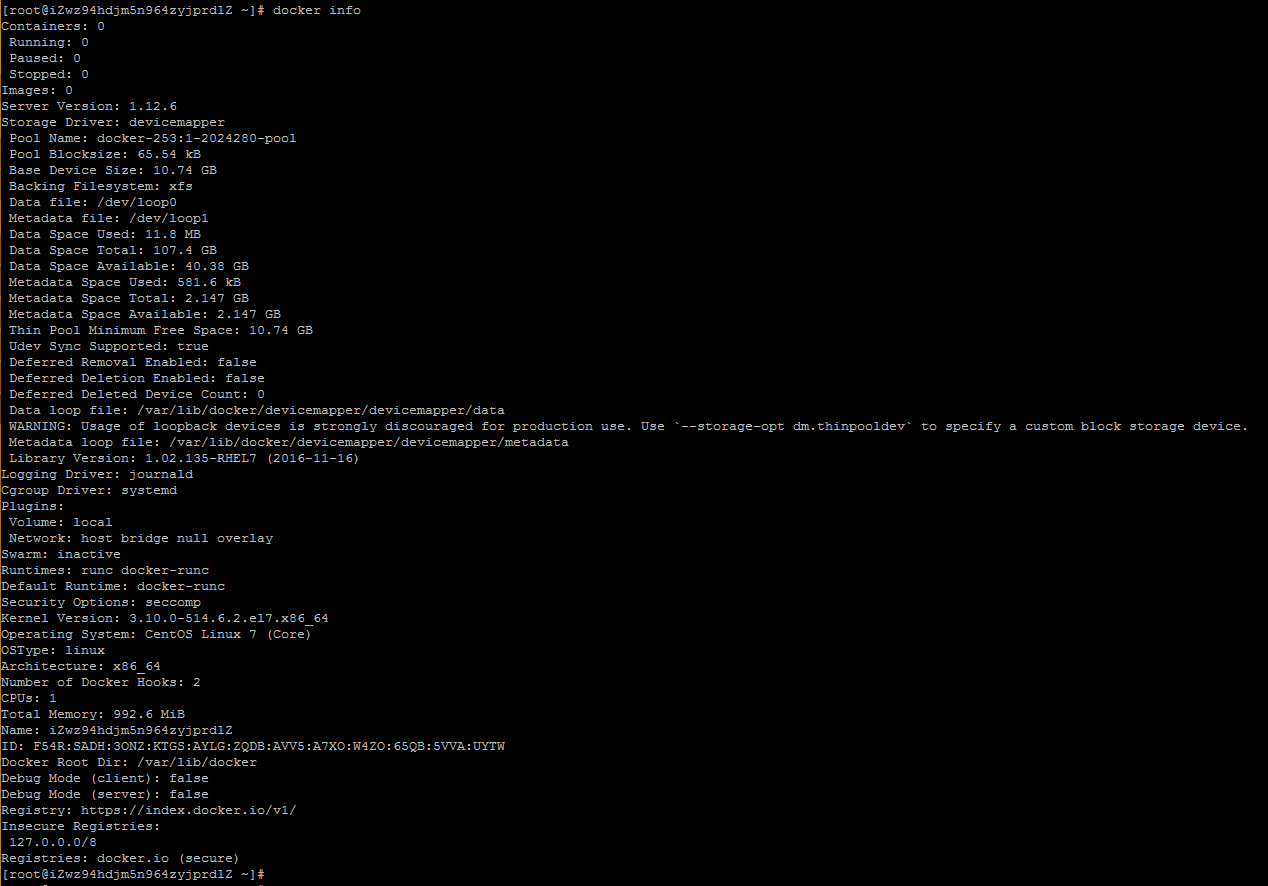 [root@iZwz94hdjm5n964zyjprdlZ ~]# docker info
Containers: 0
 Running: 0
 Paused: 0
 Stopped: 0
Images: 0
Server Version: 1.12.6
Storage Driver: devicemapper
 Pool Name: docker-253:1-2024280-pool
 Pool Blocksize: 65.54 kB
 Base Device Size: 10.74 GB
 Backing Filesystem: xfs
 Data file: /dev/loop0
 Metadata file: /dev/loop1
 Data Space Used: 11.8 MB
 Data Space Total: 107.4 GB
 Data Space Available: 40.38 GB
 Metadata Space Used: 581.6 kB
 Metadata Space Total: 2.147 GB
 Metadata Space Available: 2.147 GB
 Thin Pool Minimum Free Space: 10.74 GB
 Udev Sync Supported: true
 Deferred Removal Enabled: false
 Deferred Deletion Enabled: false
 Deferred Deleted Device Count: 0
 Data loop file: /var/lib/docker/devicemapper/devicemapper/data
 WARNING: Usage of loopback devices is strongly discouraged for production use. Use `--storage-opt dm.thinpooldev` to specify a custom block storage device.
 Metadata loop file: /var/lib/docker/devicemapper/devicemapper/metadata
 Library Version: 1.02.135-RHEL7 (2016-11-16)
Logging Driver: journald
Cgroup Driver: systemd
Plugins:
 Volume: local
 Network: host bridge null overlay
Swarm: inactive
Runtimes: runc docker-runc
Default Runtime: docker-runc
Security Options: seccomp
Kernel Version: 3.10.0-514.6.2.el7.x86_64
Operating System: CentOS Linux 7 (Core)
OSType: linux
Architecture: x86_64
Number of Docker Hooks: 2
CPUs: 1
Total Memory: 992.6 MiB
Name: iZwz94hdjm5n964zyjprdlZ
ID: F54R:SADH:3ONZ:KTGS:AYLG:ZQDB:AVV5:A7XO:W4ZO:65QB:5VVA:UYTW
Docker Root Dir: /var/lib/docker
Debug Mode (client): false
Debug Mode (server): false
Registry: https://index.docker.io/v1/
Insecure Registries:
 127.0.0.0/8
Registries: docker.io (secure)
[root@iZwz94hdjm5n964zyjprdlZ ~]#